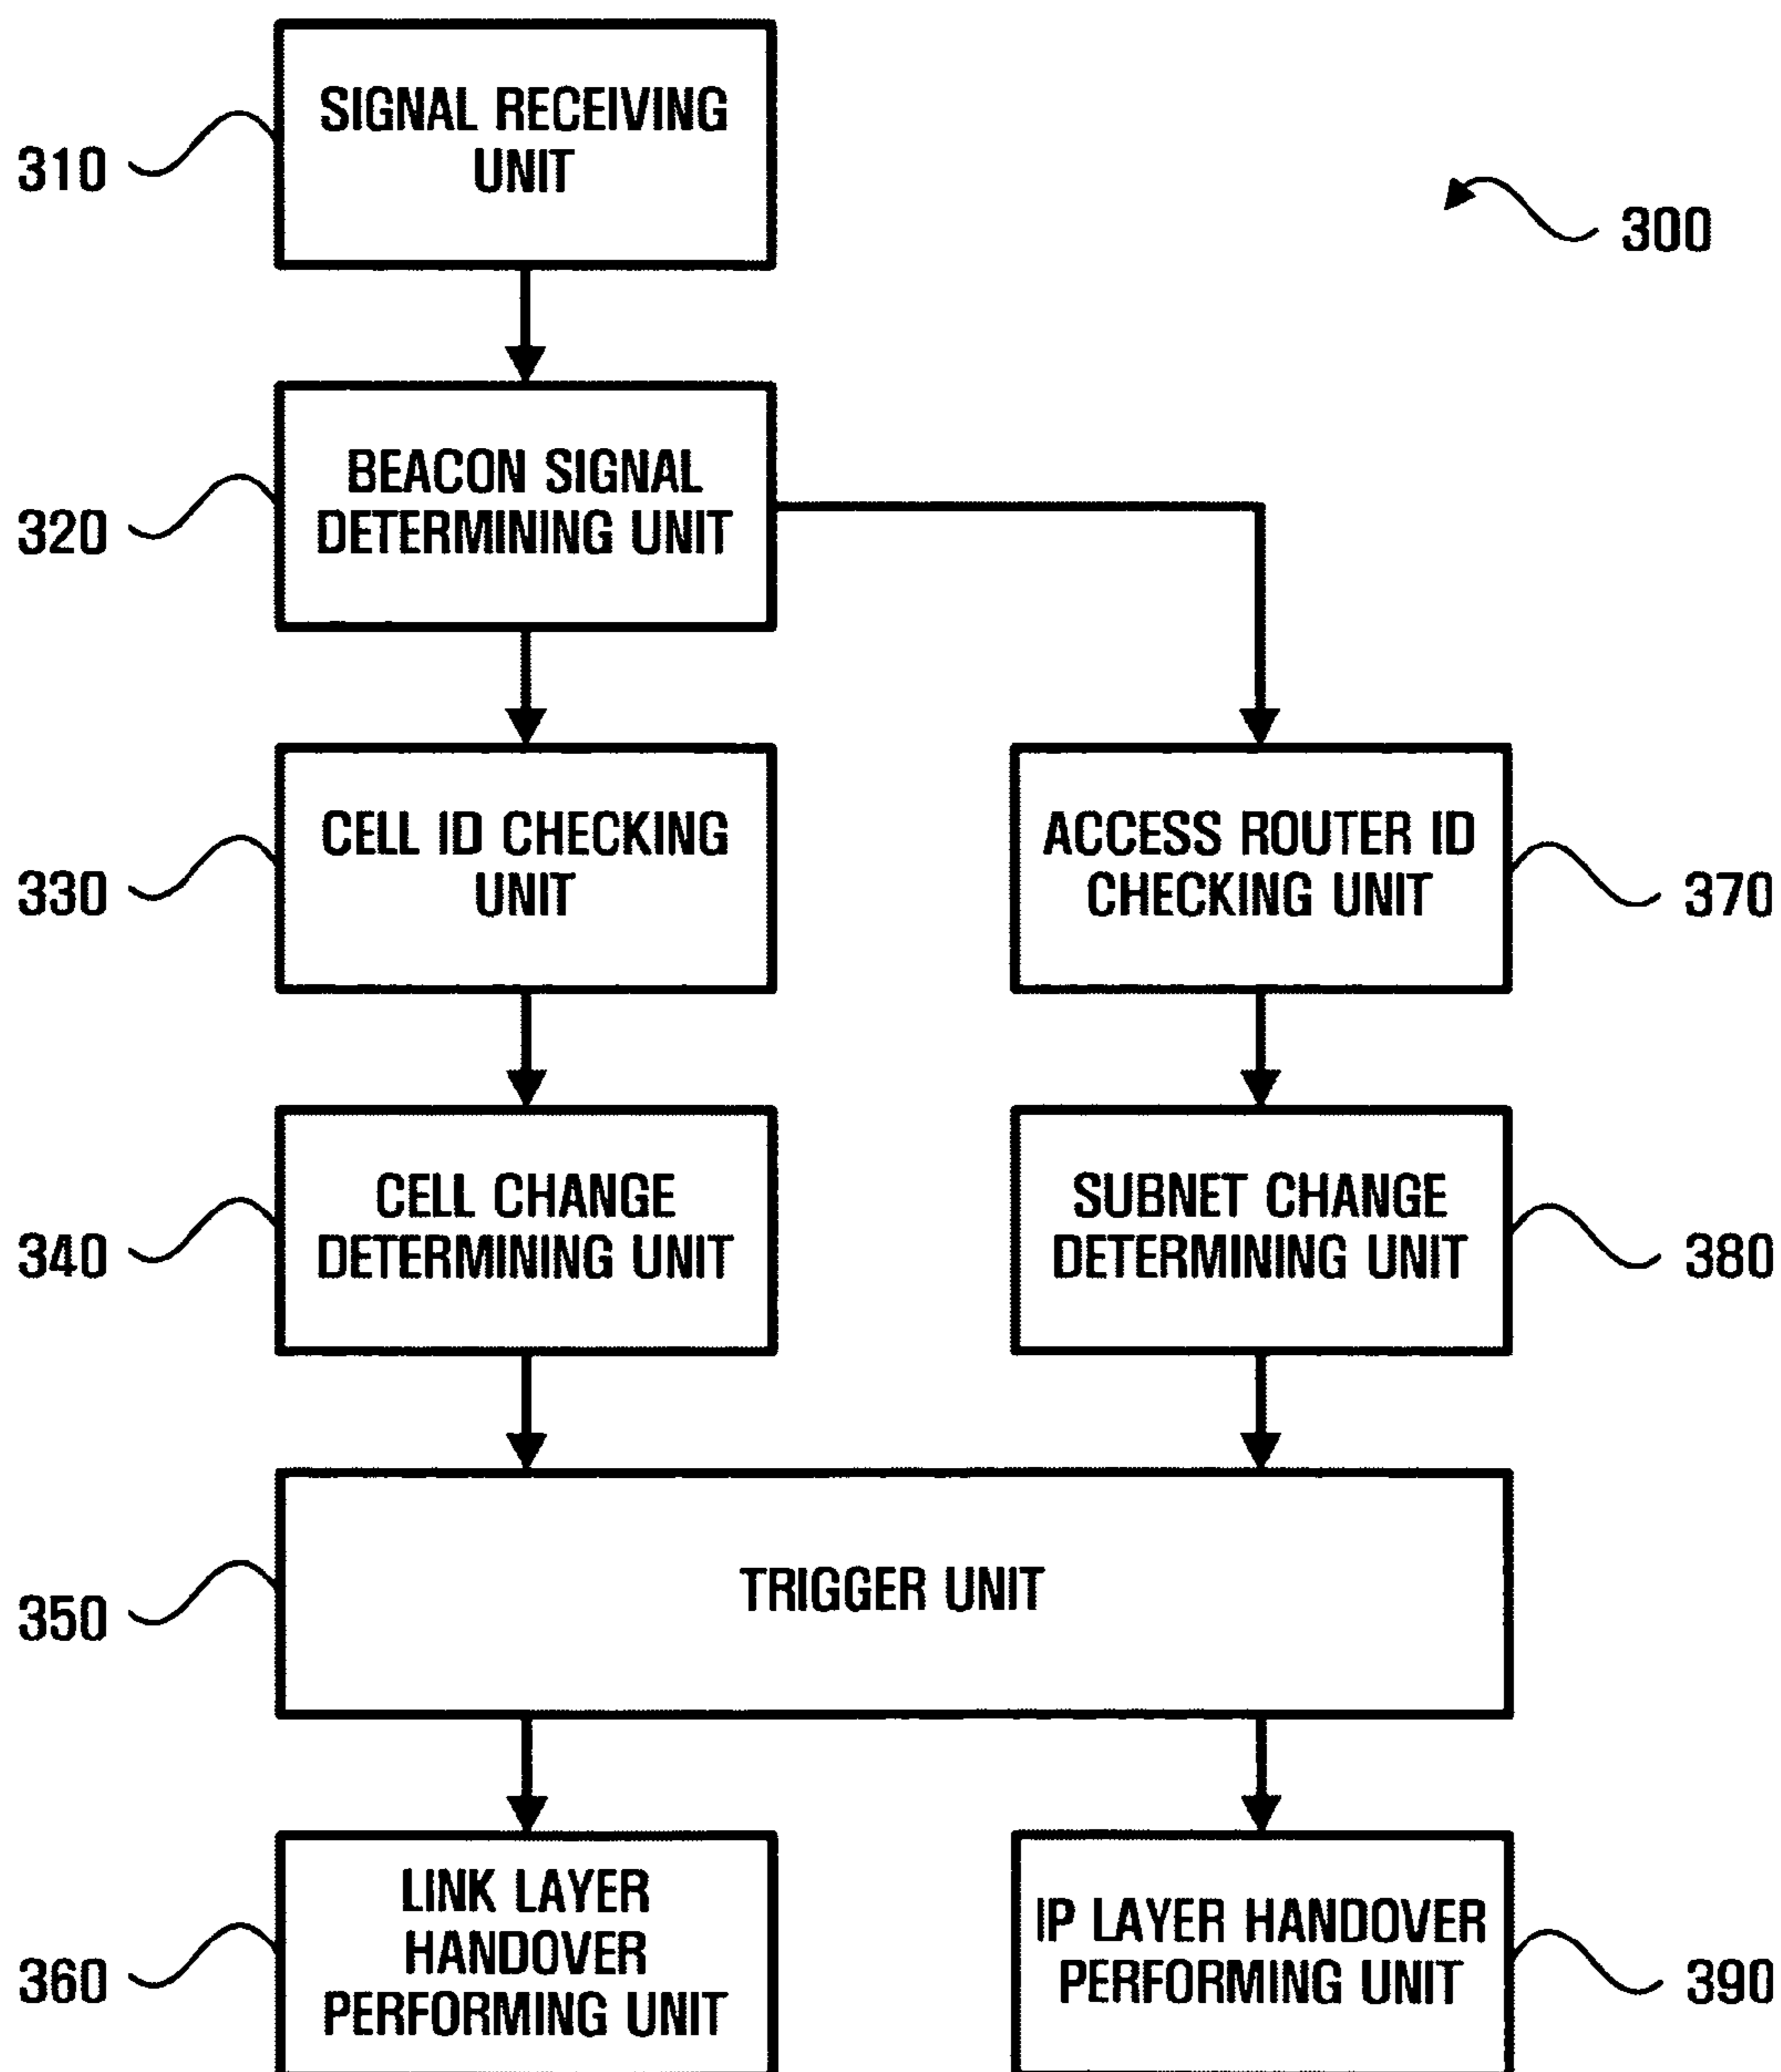 SIGNAL RECEIVING
UNIT
310
300
BEACON SIGNAL
DETERMINING UNIT
320
CELL ID CHECKING
UNIT
330
ACCESS ROUTER ID
CHECKING UNIT
370
CELL CHANGE
DETERMINING UNIT
340
SUBNET CHANGE
DETERMINING UNIT
380
TRIGGER UNIT
350
LINK LAYER
HANDOVER
PERFORMING UNIT
360
IP LAYER HANDOVER
PERFORMING UNIT
390